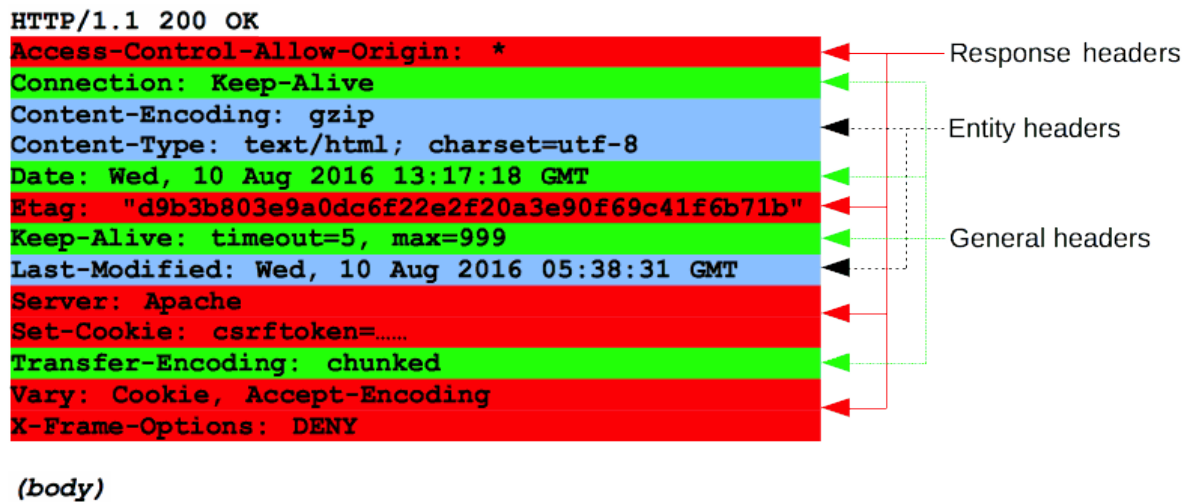 HTTP/1.1 200 OK
Access-Control-Allow-Origin: *
Connection: Keep-Alive
Content-Encoding: gzip
Content-Type: text/html; charset=utf-8
Date: Wed, 10 Aug 2016 13:17:18 GMT
Etag: "d9b3b803e9a0dc6f22e2f20a3e90f69c41f6b71b"
Keep-Alive: timeout=5, max=999
Last-Modified: Wed, 10 Aug 2016 05:38:31 GMT
Server: Apache
Set-Cookie: csrftoken=……
Transfer-Encoding: chunked
Vary: Cookie, Accept-Encoding
X-Frame-Options: DENY
(body)
Response headers
Entity headers
General headers